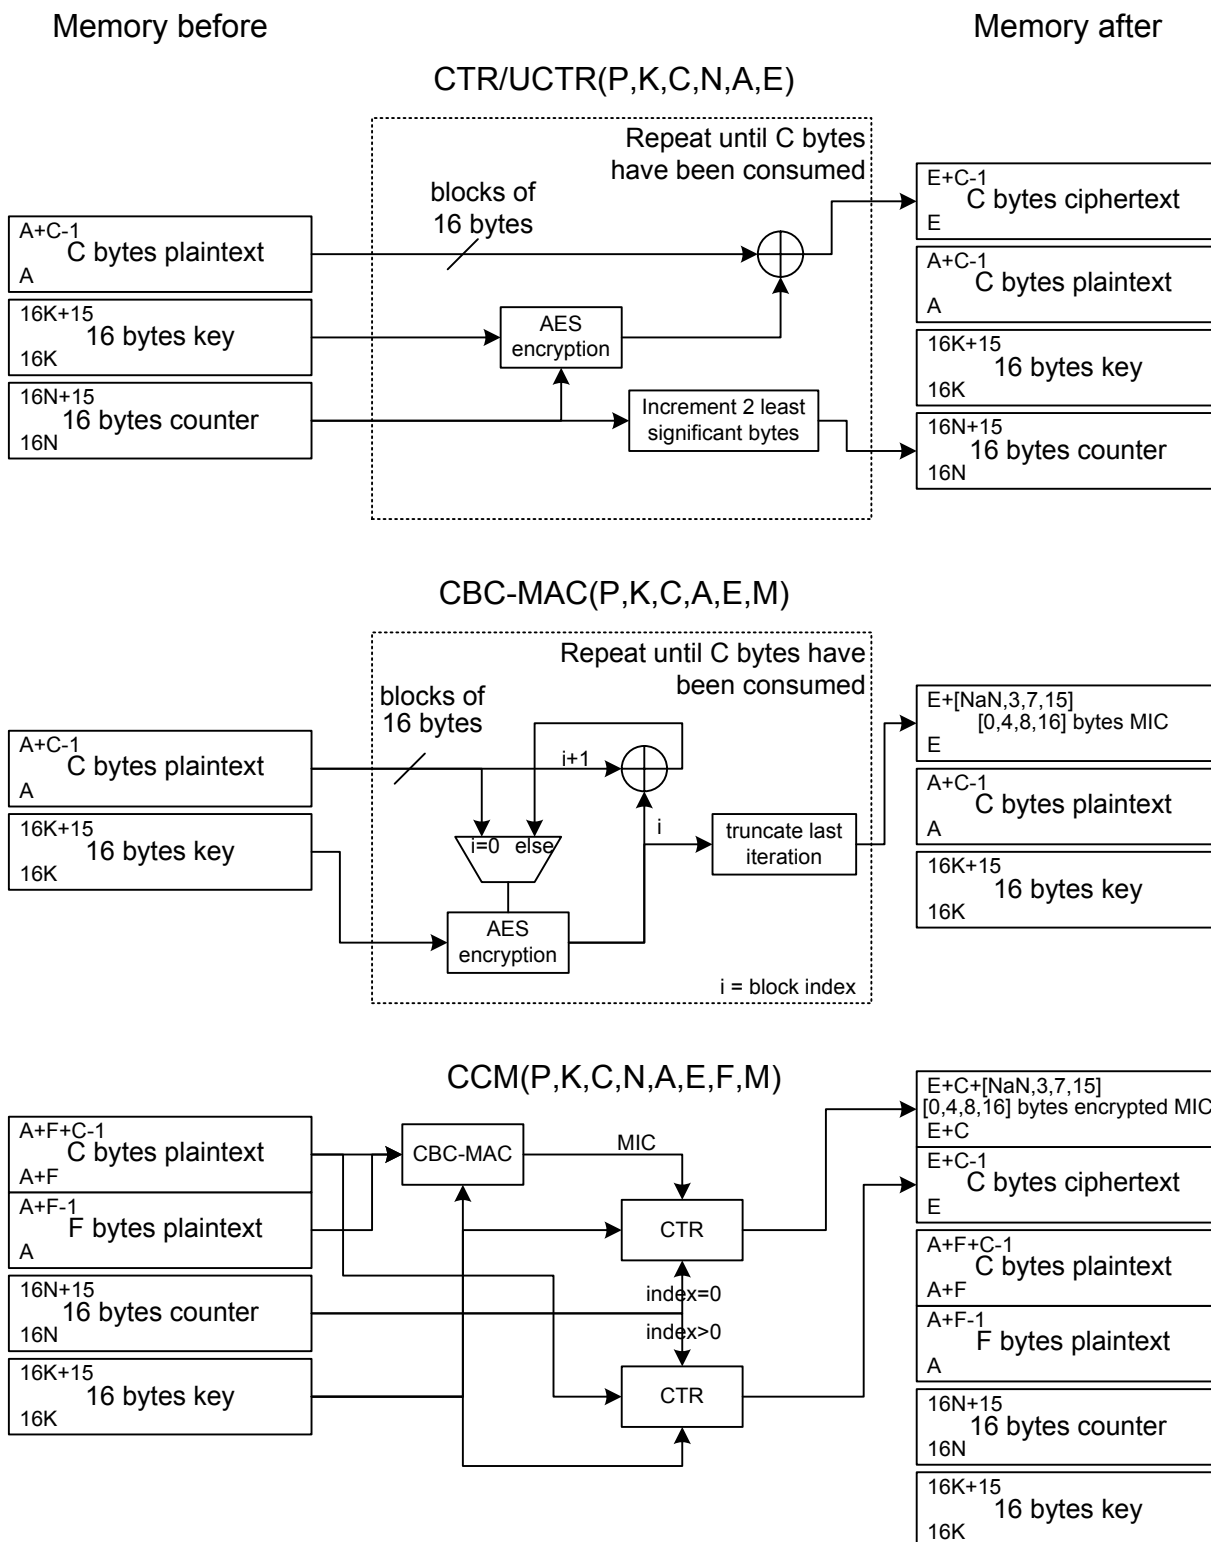 Memory before
Memory after
CTR/UCTR(P,K,C,N,A,E)
Repeat until C bytes
have been consumed
blocks of
16 bytes
A+C-1
C bytes plaintext
A
16K+15
16 bytes key
16K
16N+15
16 bytes counter
16N
AES
encryption
Increment 2 least
significant bytes
E+C-1
C bytes ciphertext
E
A+C-1
C bytes plaintext
A
16K+15
16 bytes key
16K
16N+15
16 bytes counter
16N
CBC-MAC(P,K,C,A,E,M)
Repeat until C bytes have
been consumed
blocks of
16 bytes
A+C-1
C bytes plaintext
A
16K+15
16 bytes key
16K
i+1
i=0 else
i
AES
encryption
truncate last
iteration
i = block index
E+[NaN,3,7,15]
[0,4,8,16] bytes MIC
E
A+C-1
C bytes plaintext
A
16K+15
16 bytes key
16K
CCM(P,K,C,N,A,E,F,M)
A+F+C-1
C bytes plaintext
A+F
A+F-1
F bytes plaintext
A
16N+15
16 bytes counter
16N
16K+15
16 bytes key
16K
CBC-MAC
MIC
CTR
index=0
index>0
CTR
E+C+[NaN,3,7,15]
[0,4,8,16] bytes encrypted MIC
E+C
E+C-1
C bytes ciphertext
E
A+F+C-1
C bytes plaintext
A+F
A+F-1
F bytes plaintext
A
16N+15
16 bytes counter
16N
16K+15
16 bytes key
16K